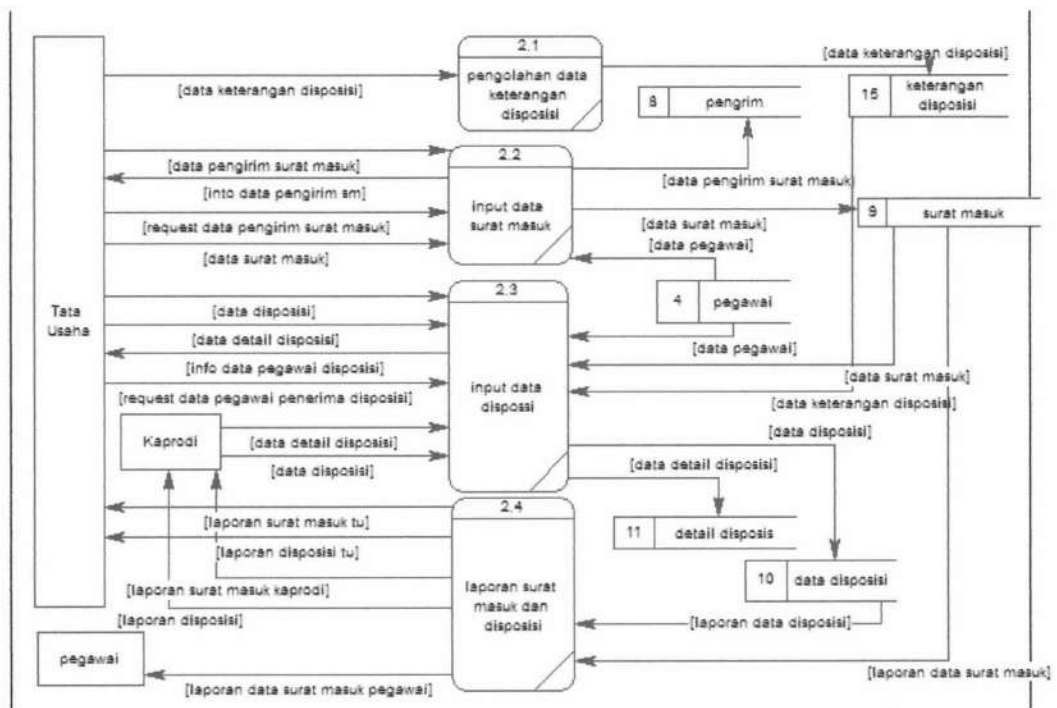 2.1
[data keterangan disposisi]
pengolahan data
keterangan
disposisi
[data keterangan disposisi]
15
keterangan
disposisi
8
pengrim
2.2
[data pengirim surat masuk]
[data pengirim surat masuk]
[into data pengirim sm]
input data
surat masuk
9
surat masuk
[request data pengirim surat masuk]
[data surat masuk]
[data pegawai]
[data surat masuk]
2.3
4
pegawai
Tata
Usaha
[data disposisi]
[data detail disposisi]
[data pegawai]
[info data pegawai disposisi]
[data surat masuk]
input data
dispossi
[request data pegawai penerima disposisi]
[data keterangan disposisi]
Kaprodi
[data detail disposisi]
[data disposisi]
[data disposisi]
[data detail disposisi]
2.4
[laporan surat masuk tu]
11
detail disposis
[laporan disposisi tu]
10
data disposisi
[laporan surat masuk kaprodi]
laporan surat
masuk dan
disposisi
[laporan disposisi]
[laporan data disposisi]
pegawai
[laporan data surat masuk]
[laporan data surat masuk pegawai]